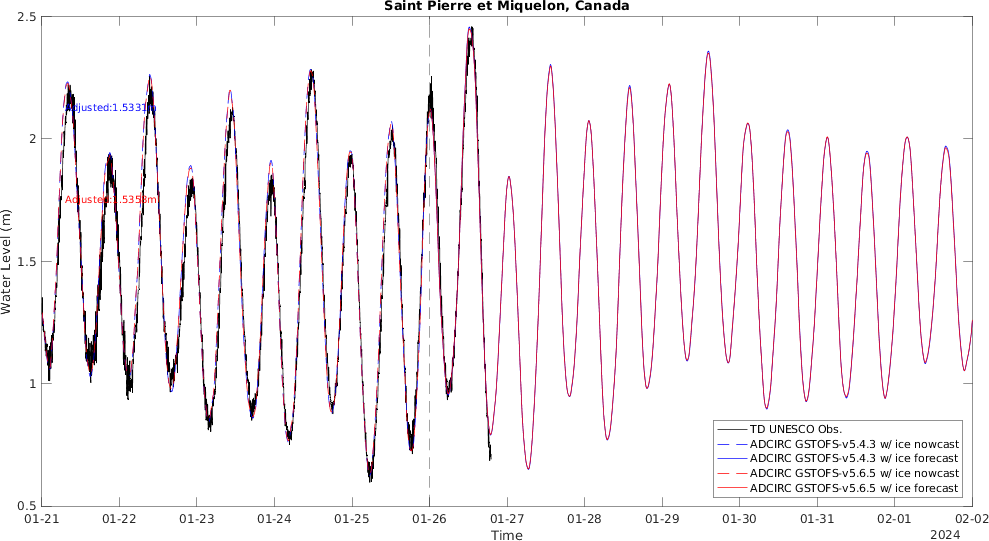 Saint Pierre et Miquelon, Canada
2.5
2
1.5
1
0.5
Water Level (m)
Adjusted:1.5331m
Adjusted:1.5353m
TD UNESCO Obs.
ADCIRC GSTOFS-v5.4.3 w/ ice nowcast
ADCIRC GSTOFS-v5.4.3 w/ ice forecast
ADCIRC GSTOFS-v5.6.5 w/ ice nowcast
ADCIRC GSTOFS-v5.6.5 w/ ice forecast
01-21 01-22 01-23 01-24 01-25 01-26 01-27 01-28 01-29 01-30 01-31 02-01 02-02
Time
2024